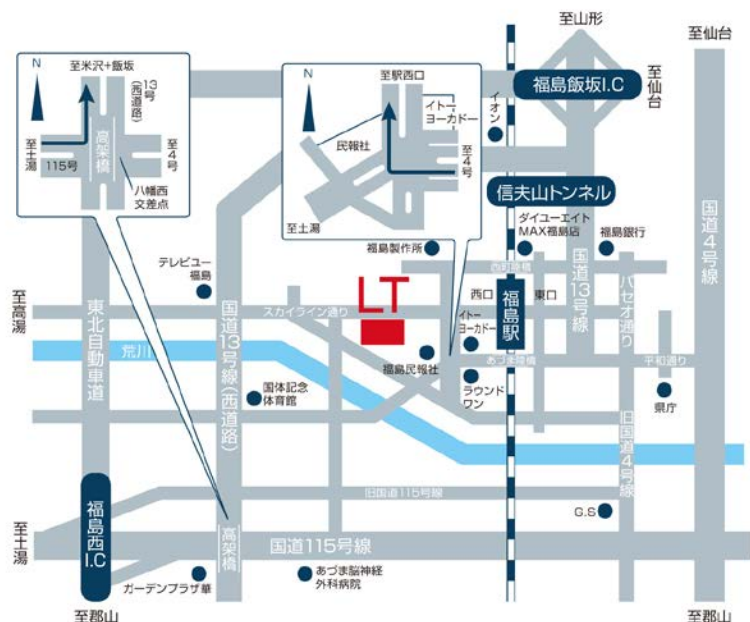 至山形
至仙台
N
至米沢+飯坂
13号
(西道路)
至土湯
115号
高架橋
至4号
八幡西
交差点
N
至駅西口
イトー
ヨーカドー
民報社
至4号
至土湯
イオン
福島飯坂I.C
至仙台
信夫山トンネル
ダイユーエイト
MAX福島店
福島銀行
福島製作所
西町陸橋
国道13号線
パセオ通り
国道4号線
テレビユー
福島
LT
西口
福島駅
東口
至高湯
東北自動車道
国道13号線(西道路)
スカイライン通り
イトー
ヨーカドー
あづま陸橋
平和通り
荒川
福島民報社
ラウンド
ワン
県庁
国体記念
体育館
旧国道4号線
旧国道115号線
G.S
福島西
I.C
至土湯
高架橋
国道115号線
ガーデンプラザ華
あづま脳神経
外科病院
至郡山
至郡山